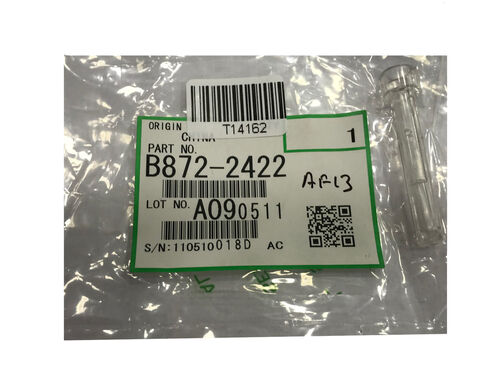 T14162
ORIGIN
CHINA
1
PART NO.
B872-2422
AF13
LOT NO. A090511
S/N:110510018D AC